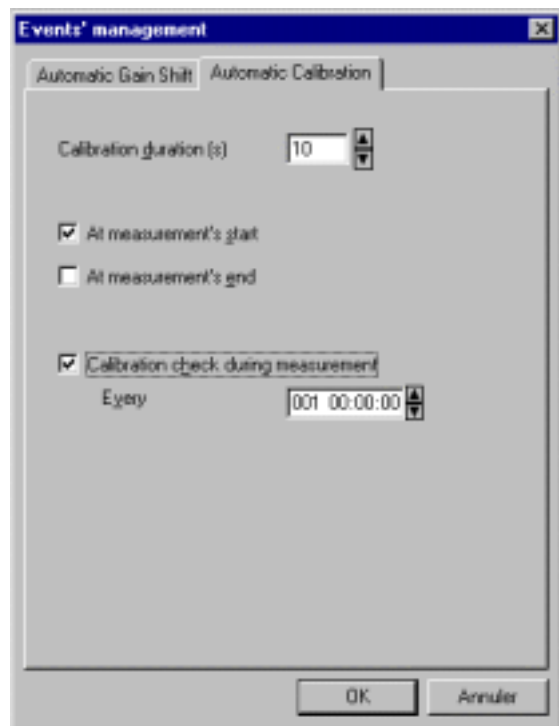 Events' management
Automatic Gain Shift Automatic Calibration
Calibration duration (s) 10
At measurement's start
At measurement's end
Calibration check during measurement
Every 001 00:00:00
OK Annuler